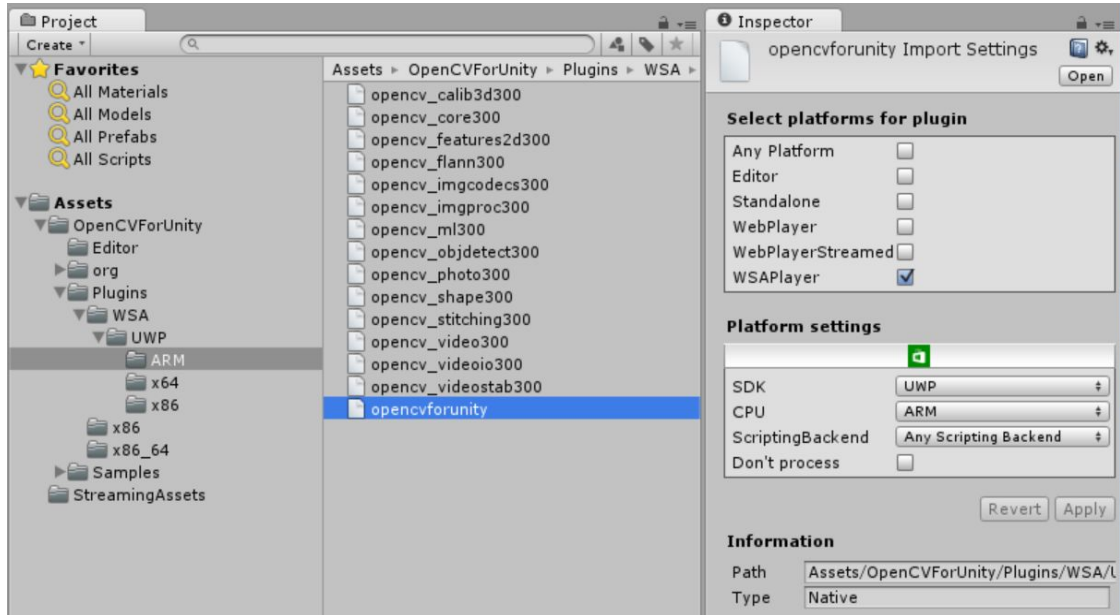 Project
Create
Favorites
All Materials
All Models
All Prefabs
All Scripts
Assets
OpenCVForUnity
Editor
org
Plugins
WSA
UWP
ARM
x64
x86
x86
x86_64
Samples
StreamingAssets
Assets OpenCVForUnity Plugins WSA
opencv_calib3d300
opencv_core300
opencv_features2d300
opencv_flann300
opencv_imgcodecs300
opencv_imgproc300
opencv_ml300
opencv_objdetect300
opencv_photo300
opencv_shape300
opencv_stitching300
opencv_video300
opencv_videoio300
opencv_videostab300
opencvforunity
Inspector
opencvforunity Import Settings
Open
Select platforms for plugin
Any Platform
Editor
Standalone
WebPlayer
WebPlayerStreamed
WSAPlayer
Platform settings
SDK UWP
CPU ARM
ScriptingBackend Any Scripting Backend
Don't process
Revert Apply
Information
Path Assets/OpenCVForUnity/Plugins/WSA/
Type Native